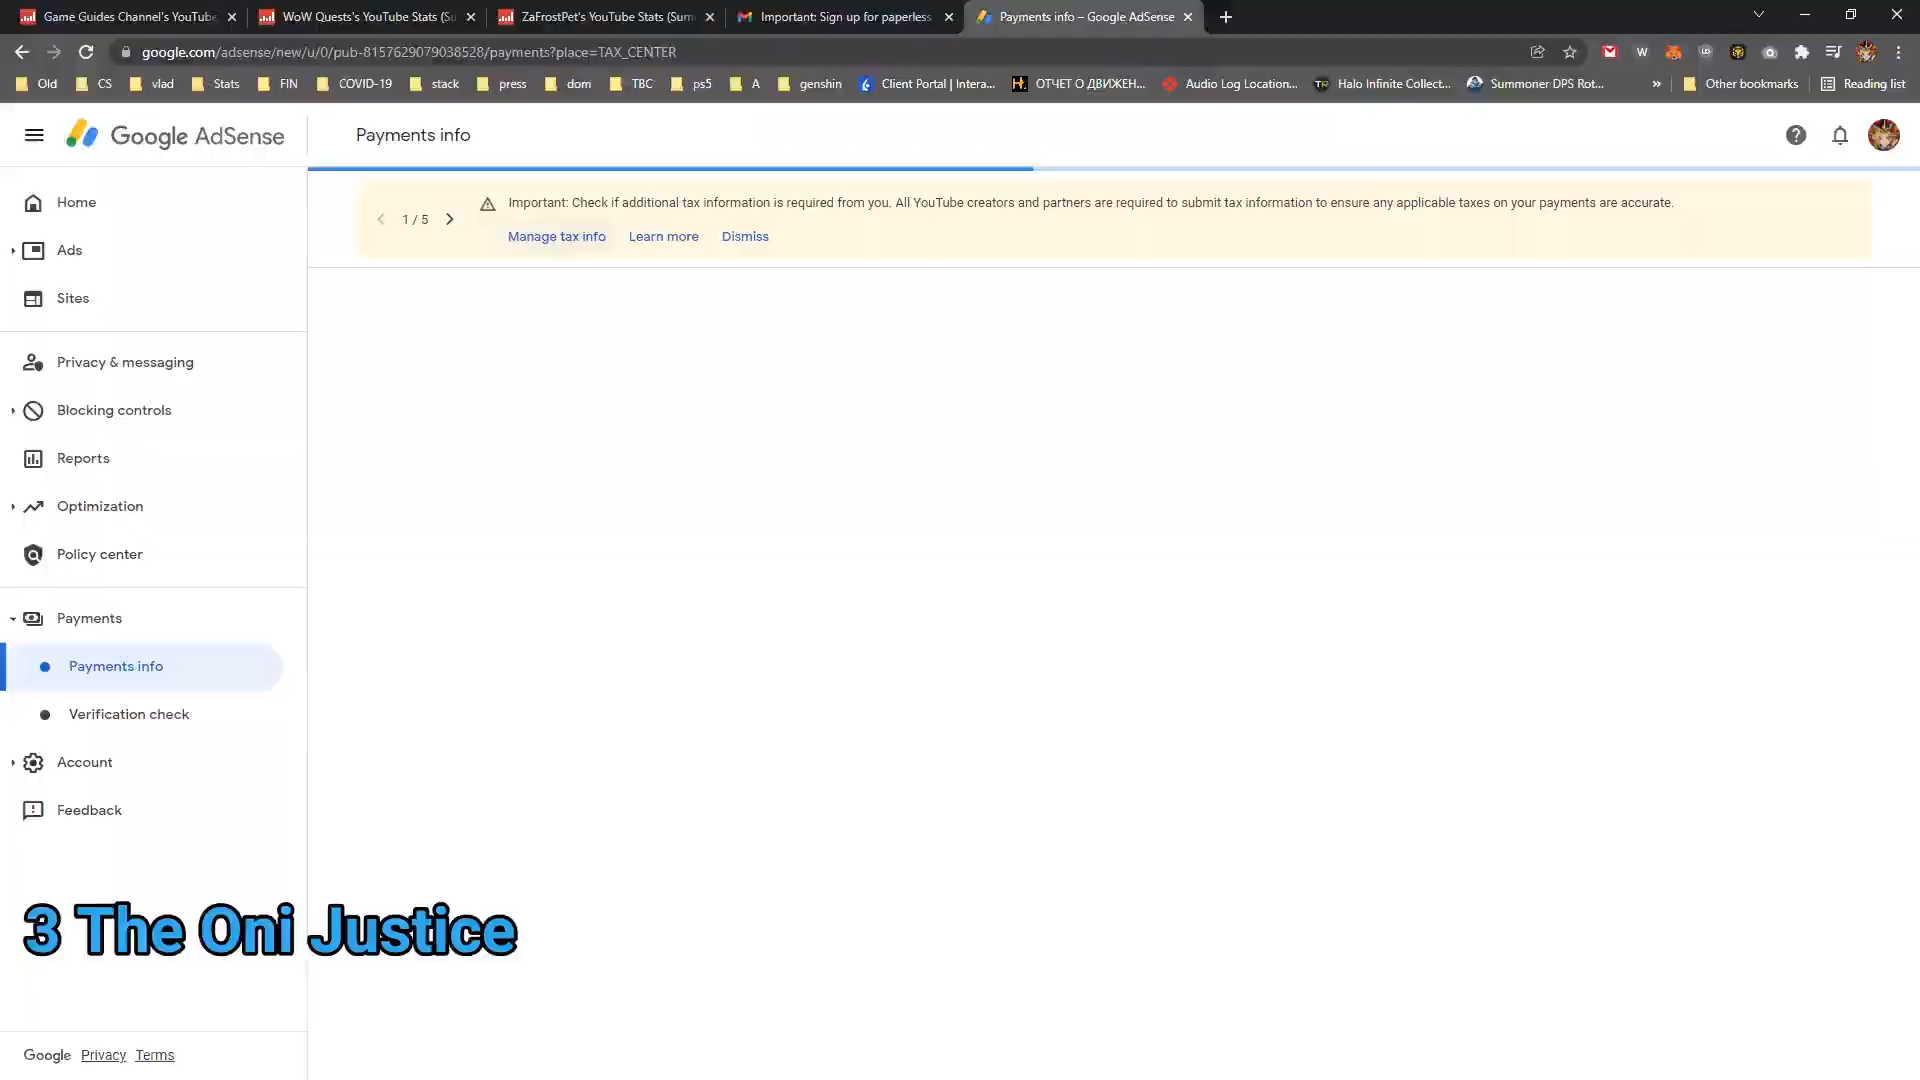 Game Guides Channel's YouTube
WoW Quests's YouTube Stats (Su
ZaFrostPet's YouTube Stats (Sum
Important: Sign up for paperless
Payments info – Google AdSense
google.com/adsense/new/u/0/pub-8157629079038528/payments?place=TAX_CENTER
Old
CS
vlad
Stats
FIN
COVID-19
stack
press
dom
TBC
ps5
A
genshin
Client Portal | Intera...
ОТЧЕТ О ДВИЖЕН...
Audio Log Location...
Halo Infinite Collect...
Summoner DPS Rot...
»
Other bookmarks
Reading list
Google AdSense
Payments info
1 / 5
Important: Check if additional tax information is required from you. All YouTube creators and partners are required to submit tax information to ensure any applicable taxes on your payments are accurate.
Manage tax info
Learn more
Dismiss
Home
Ads
Sites
Privacy & messaging
Blocking controls
Reports
Optimization
Policy center
Payments
Payments info
Verification check
Account
Feedback
3 The Oni Justice
Google Privacy Terms